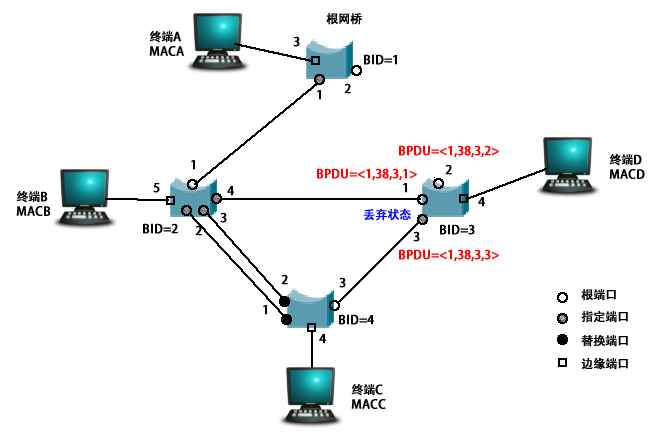 根网桥
终端A
MACA
3
BID=1
1
2
BPDU=<1,38,3,2>
终端D
MACD
1
BPDU=<1,38,3,1>
2
终端B
MACB
5
4
1
4
丢弃状态
BID=2
2
3
3
BID=3
BPDU=<1,38,3,3>
2
3
1
BID=4
4
根端口
指定端口
替换端口
边缘端口
终端C
MACC